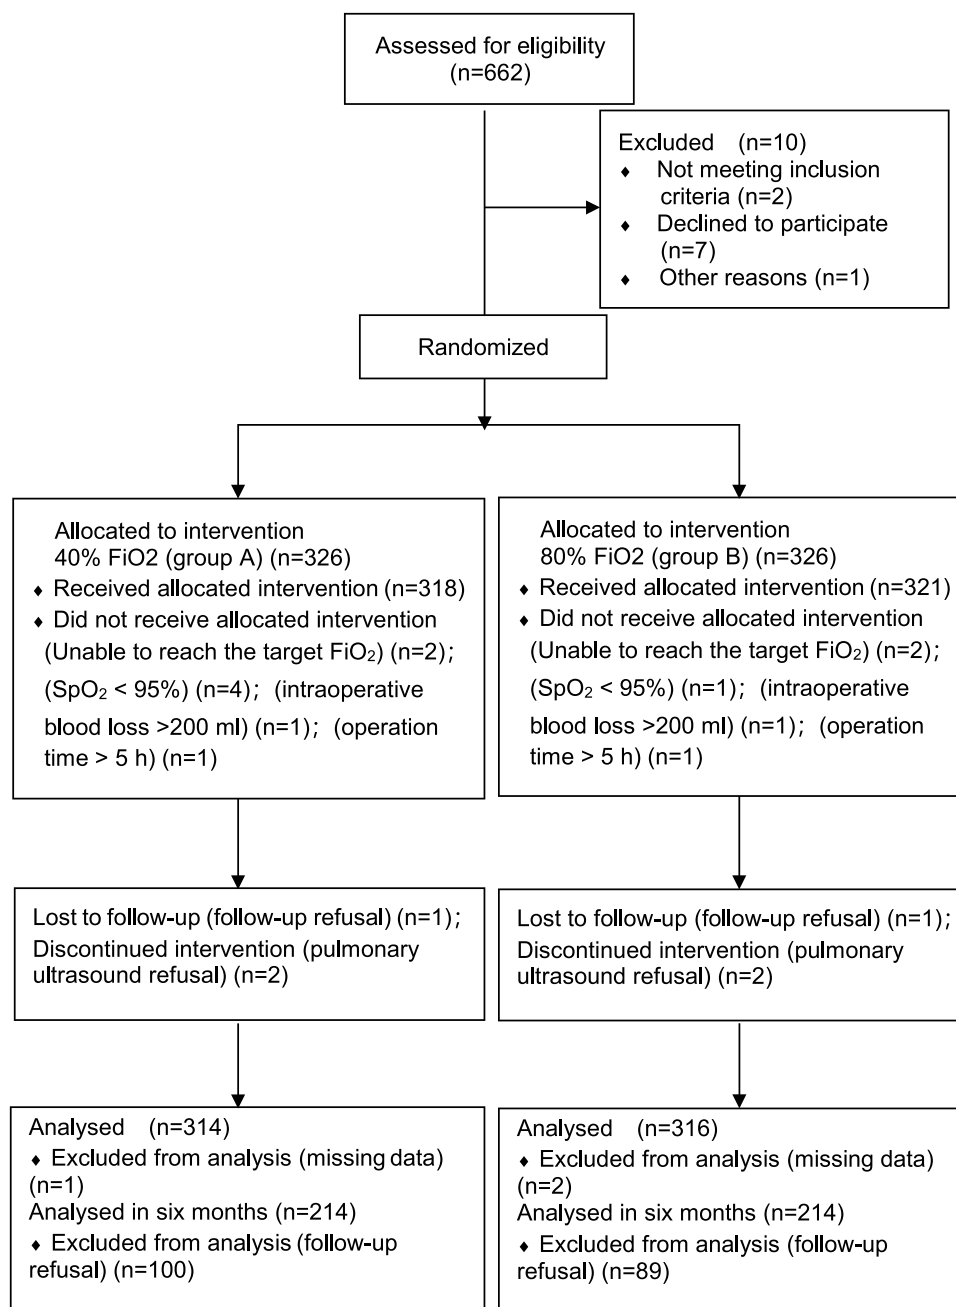 Assessed for eligibility
(n=662)
Excluded (n=10)
♦ Not meeting inclusion
criteria (n=2)
♦ Declined to participate
(n=7)
♦ Other reasons (n=1)
Randomized
Allocated to intervention
40% FiO2 (group A) (n=326)
♦ Received allocated intervention (n=318)
♦ Did not receive allocated intervention
(Unable to reach the target FiO₂) (n=2);
(SpO₂ < 95%) (n=4); (intraoperative
blood loss >200 ml) (n=1); (operation
time > 5 h) (n=1)
Allocated to intervention
80% FiO2 (group B) (n=326)
♦ Received allocated intervention (n=321)
♦ Did not receive allocated intervention
(Unable to reach the target FiO₂) (n=2);
(SpO₂ < 95%) (n=1); (intraoperative
blood loss >200 ml) (n=1); (operation
time > 5 h) (n=1)
Lost to follow-up (follow-up refusal) (n=1);
Discontinued intervention (pulmonary
ultrasound refusal) (n=2)
Lost to follow-up (follow-up refusal) (n=1);
Discontinued intervention (pulmonary
ultrasound refusal) (n=2)
Analysed (n=314)
♦ Excluded from analysis (missing data)
(n=1)
Analysed in six months (n=214)
♦ Excluded from analysis (follow-up
refusal) (n=100)
Analysed (n=316)
♦ Excluded from analysis (missing data)
(n=2)
Analysed in six months (n=214)
♦ Excluded from analysis (follow-up
refusal) (n=89)